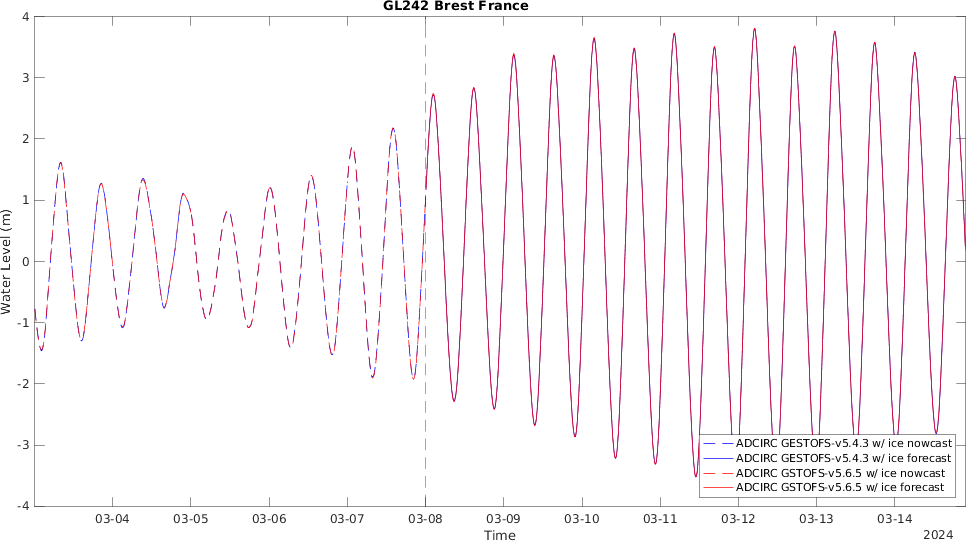 GL242 Brest France
4
3
2
1
0
-1
-2
-3
-4
Water Level (m)
ADCIRC GESTOFS-v5.4.3 w/ ice nowcast
ADCIRC GESTOFS-v5.4.3 w/ ice forecast
ADCIRC GSTOFS-v5.6.5 w/ ice nowcast
ADCIRC GSTOFS-v5.6.5 w/ ice forecast
03-04 03-05 03-06 03-07 03-08 03-09 03-10 03-11 03-12 03-13 03-14
Time
2024